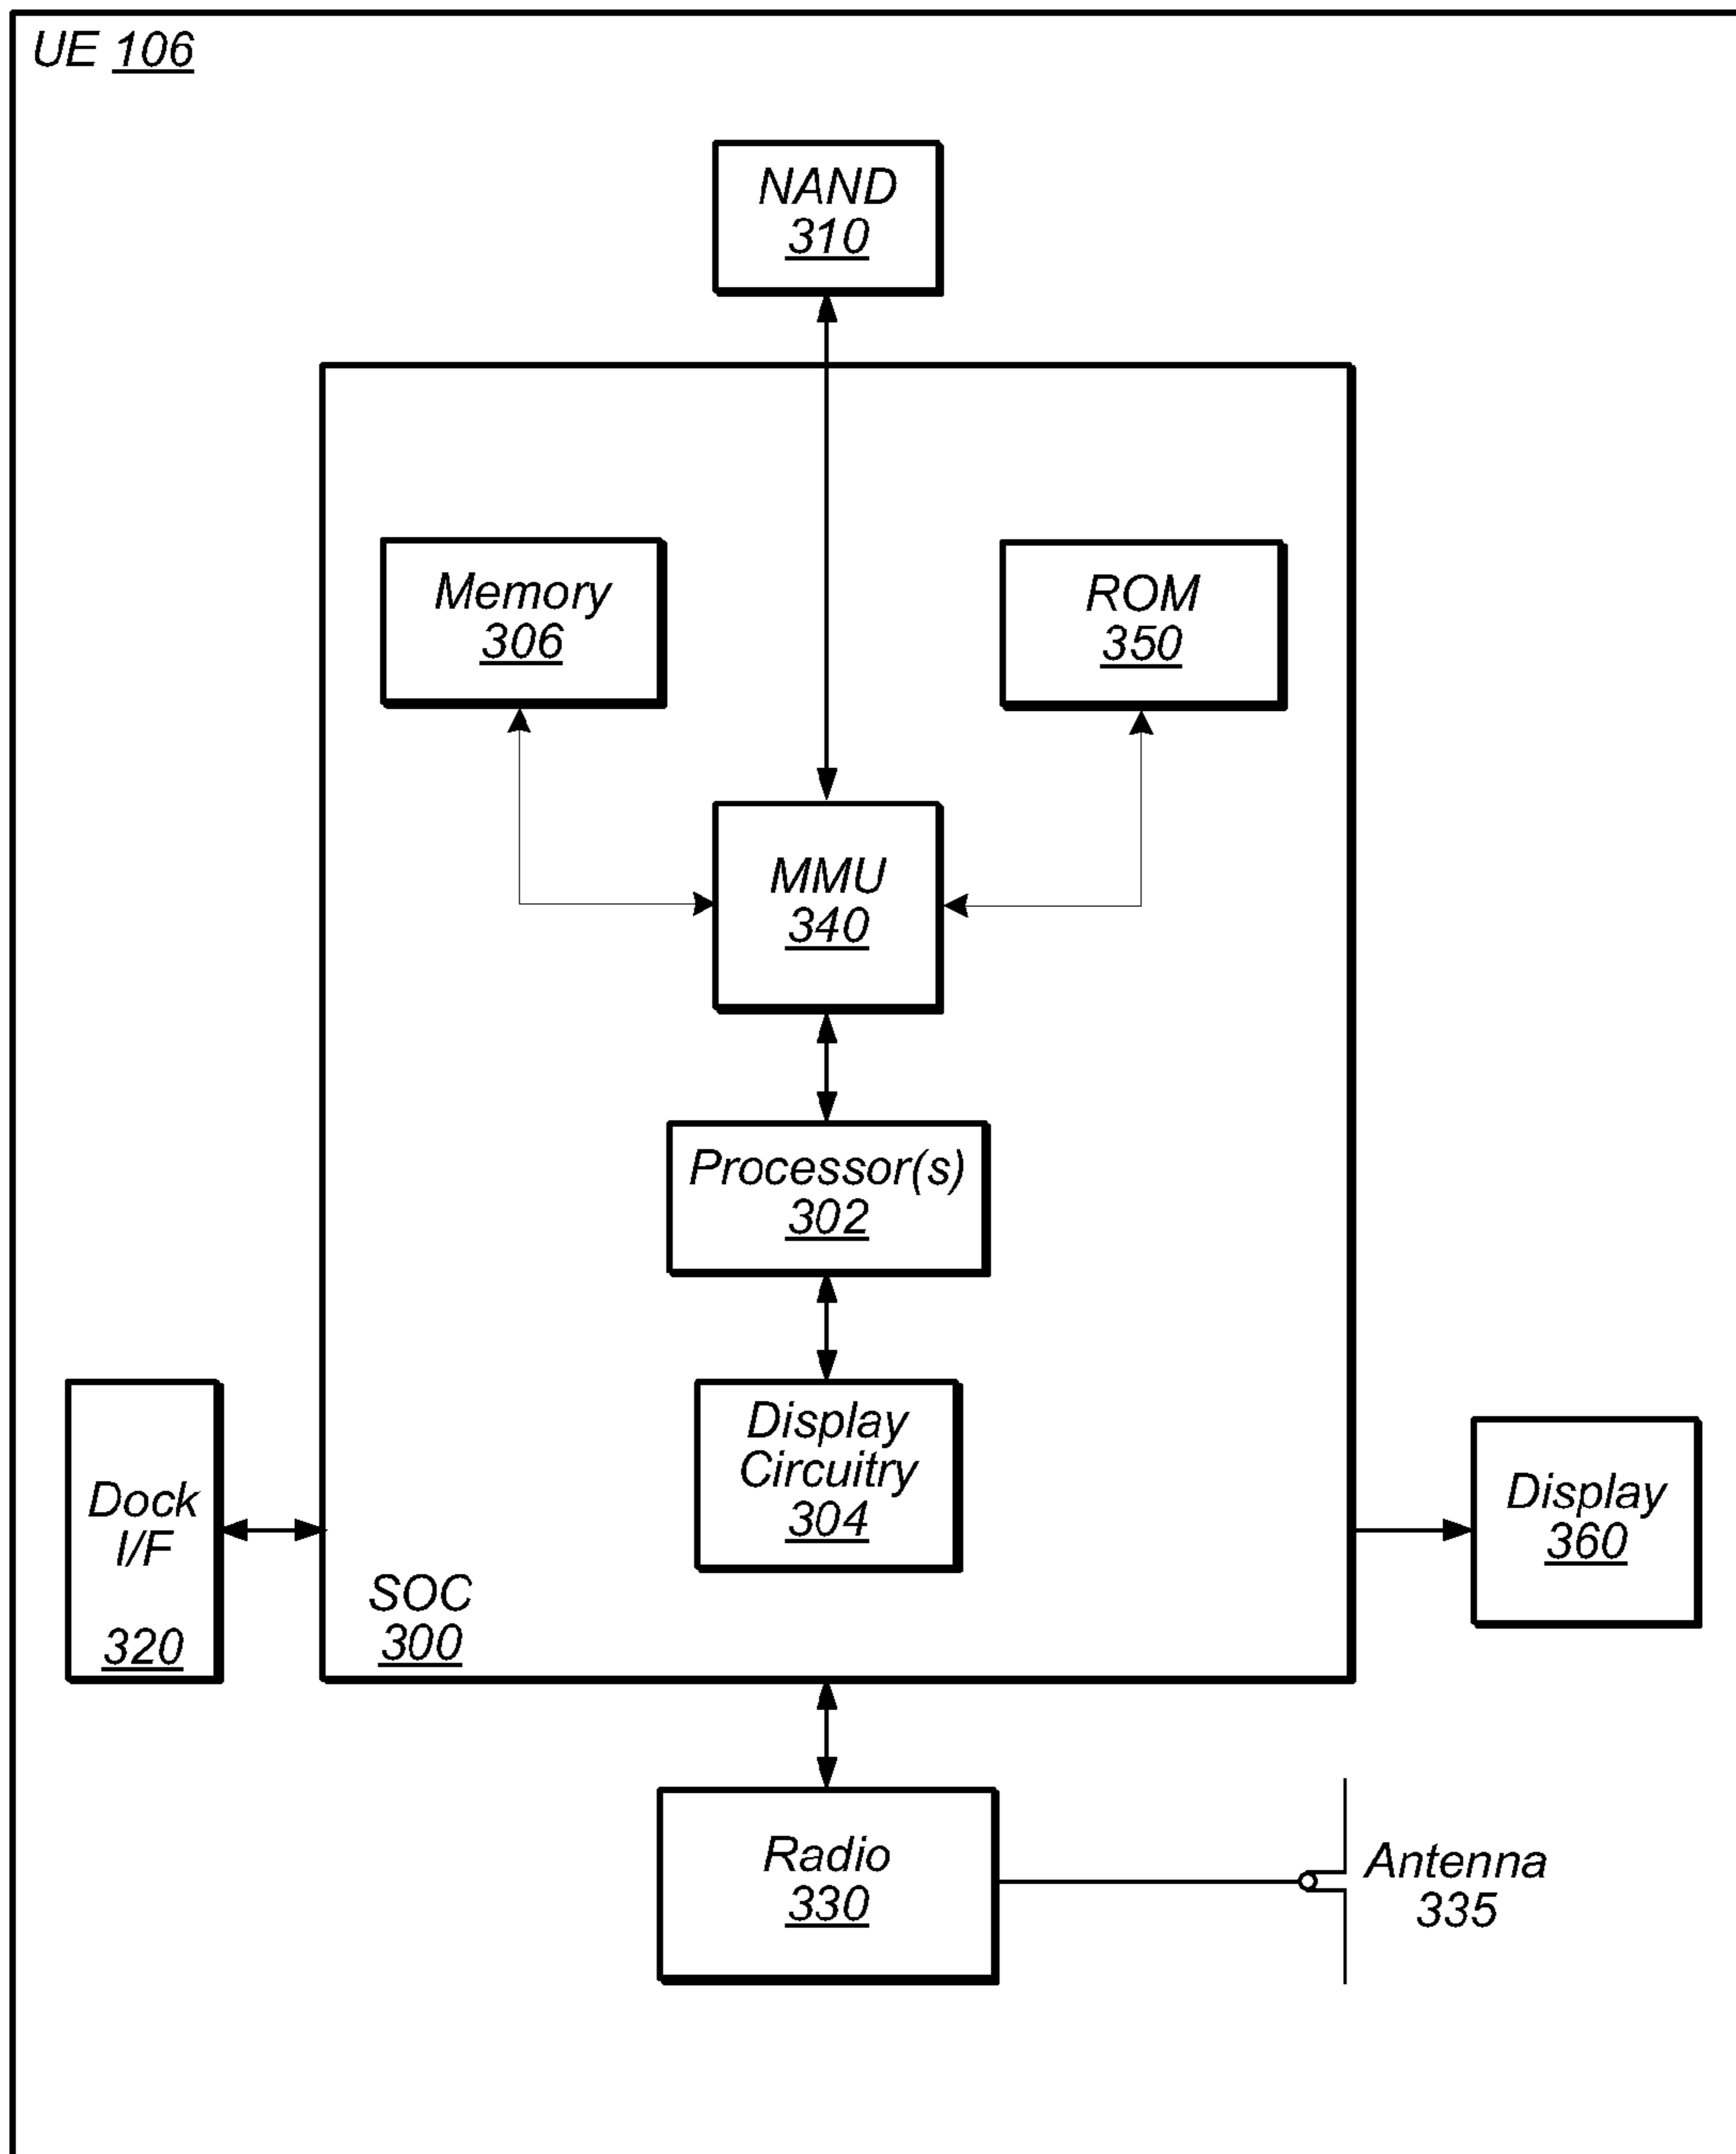 UE 106
NAND
310
Memory
306
ROM
350
MMU
340
Processor(s)
302
Display
Circuitry
304
Dock
I/F
320
SOC
300
Display
360
Radio
330
Antenna
335